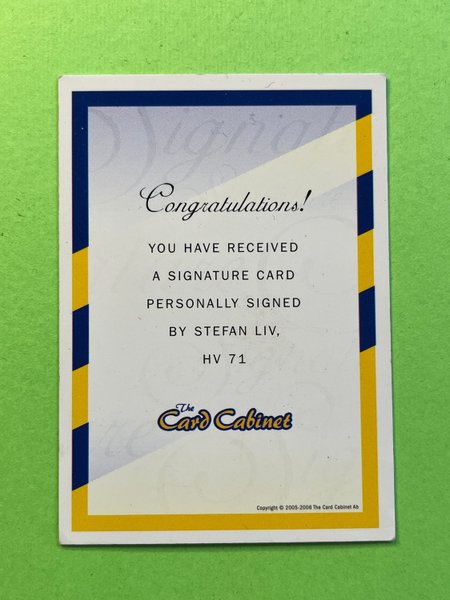 Congratulations!
YOU HAVE RECEIVED
A SIGNATURE CARD
PERSONALLY SIGNED
BY STEFAN LIV,
HV 71
The
Card Cabinet
Copyright © 2005-2006 The Card Cabinet Ab